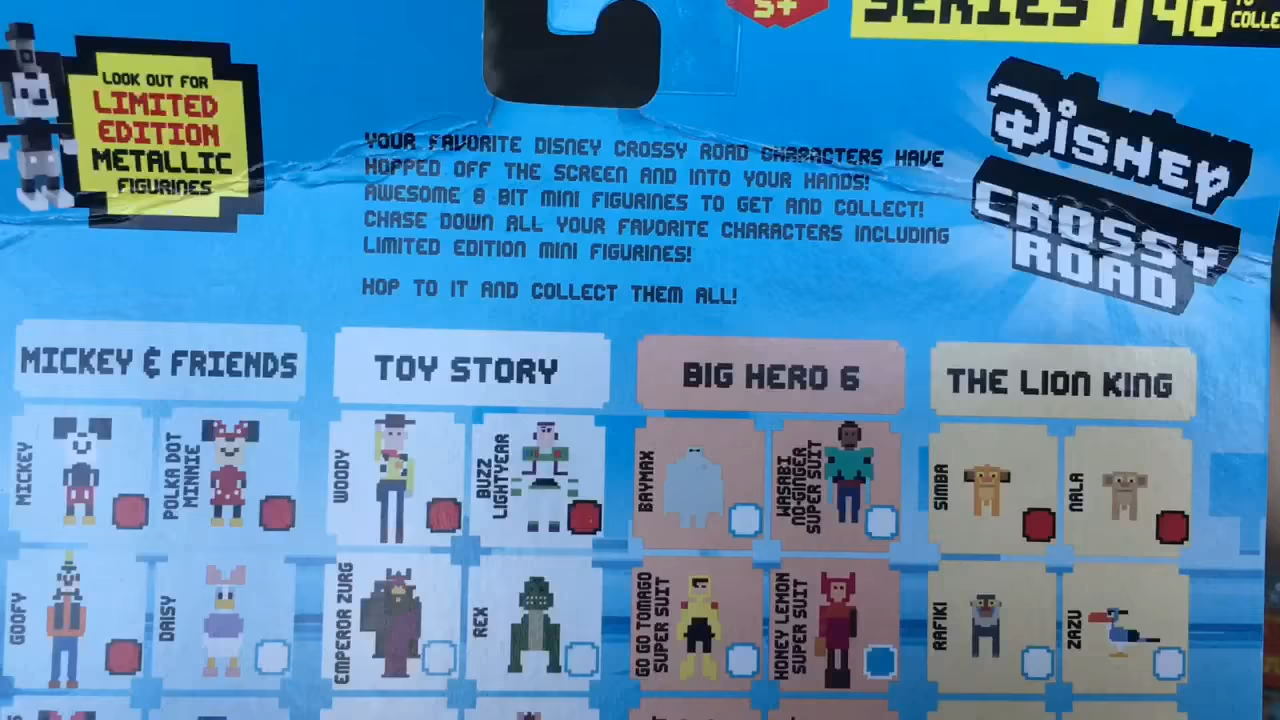 5+
SERIES 1
40
TO
COLLE
LOOK OUT FOR
LIMITED
EDITION
METALLIC
FIGURINES
YOUR FAVORITE DISNEY CROSSY ROAD CHARACTERS HAVE
HOPPED OFF THE SCREEN AND INTO YOUR HANDS!
AWESOME 8 BIT MINI FIGURINES TO GET AND COLLECT!
CHASE DOWN ALL YOUR FAVORITE CHARACTERS INCLUDING
LIMITED EDITION MINI FIGURINES!
HOP TO IT AND COLLECT THEM ALL!
DISNEY
CROSSY
ROAD
MICKEY & FRIENDS
TOY STORY
BIG HERO 6
THE LION KING
MICKEY
POLKA DOT
MINNIE
WOODY
BUZZ
LIGHTYEAR
BAYMAX
WASABI
NO-GINGER
SUPER SUIT
SIMBA
NALA
GOOFY
DAISY
EMPEROR ZURG
REX
GO GO TOMAGO
SUPER SUIT
HONEY LEMON
SUPER SUIT
RAFIKI
ZAZU